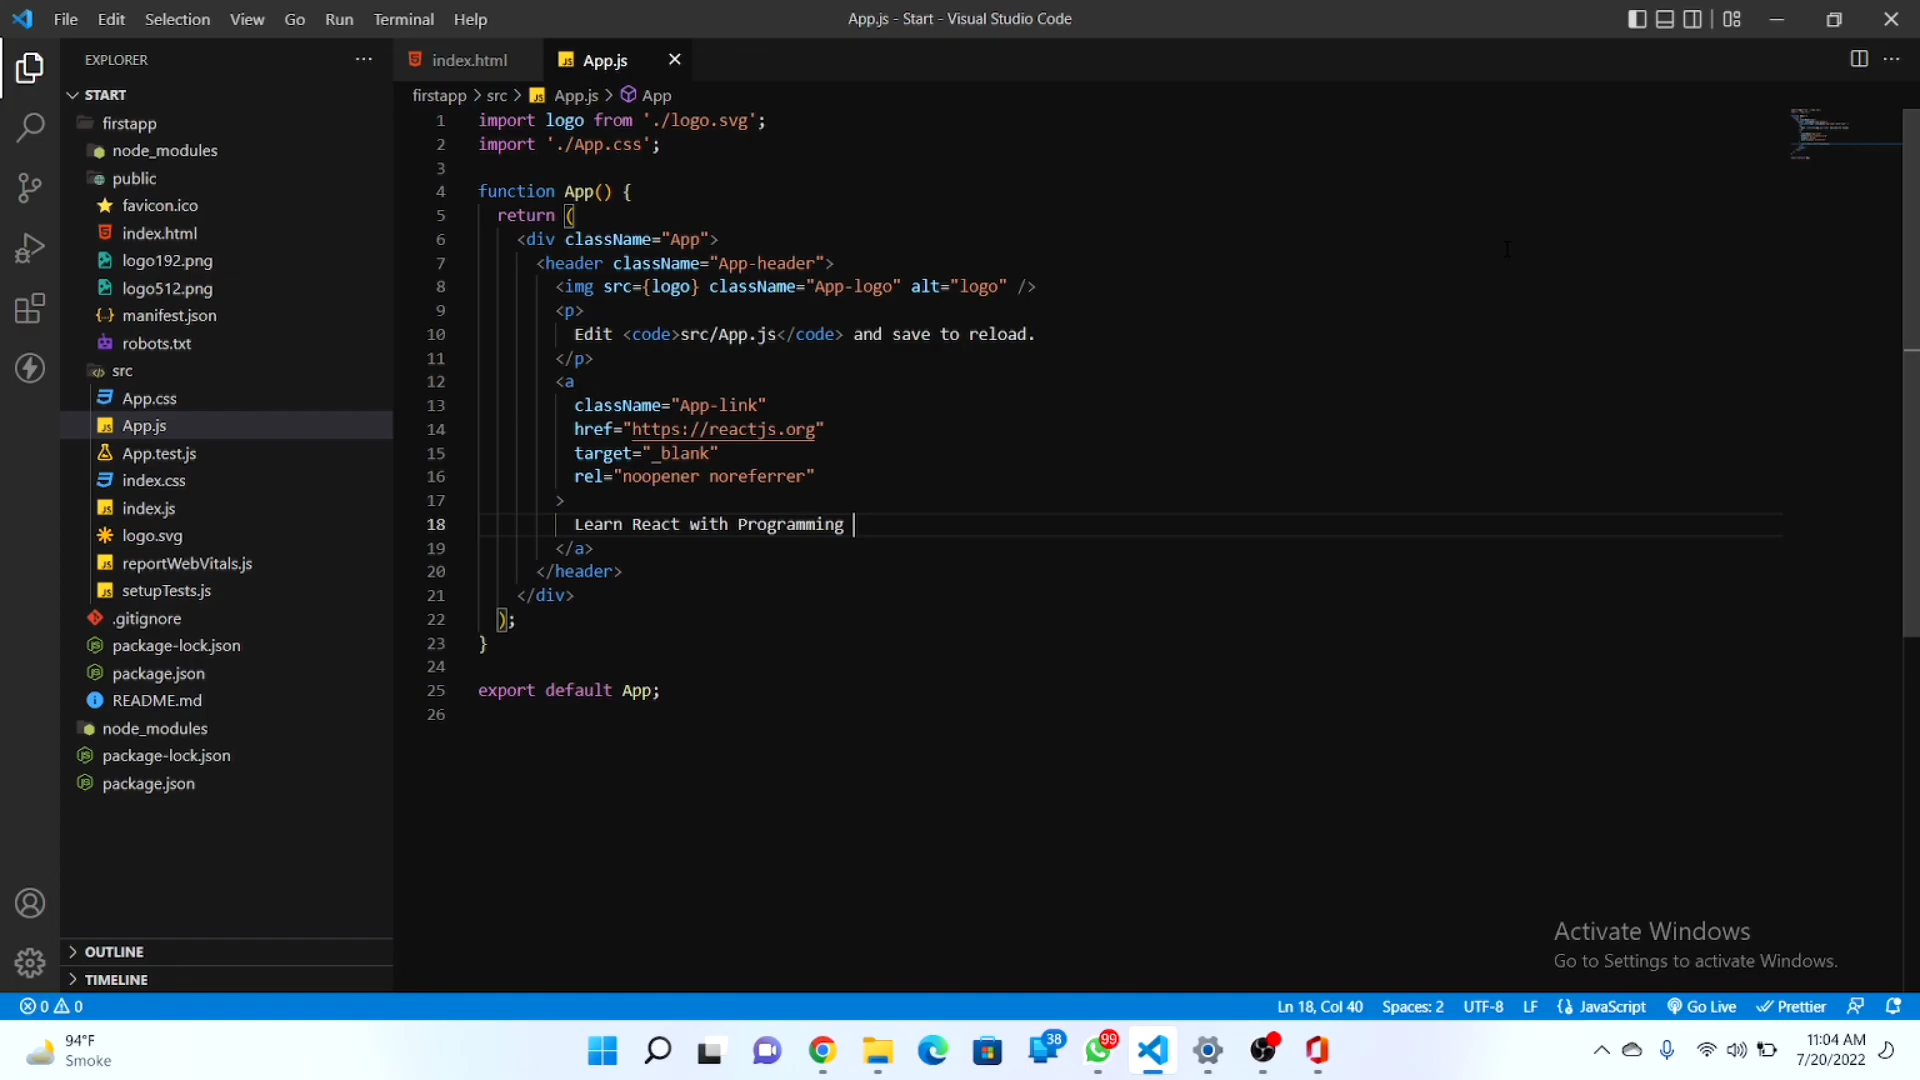 File Edit Selection View Go Run Terminal Help
App.js - Start - Visual Studio Code
EXPLORER
START
firstapp
node_modules
public
favicon.ico
index.html
logo192.png
logo512.png
manifest.json
robots.txt
src
App.css
App.js
App.test.js
index.css
index.js
logo.svg
reportWebVitals.js
setupTests.js
.gitignore
package-lock.json
package.json
README.md
node_modules
package-lock.json
package.json
OUTLINE
TIMELINE
index.html App.js
firstapp > src > App.js > App
1 import logo from './logo.svg';
2 import './App.css';
3
4 function App() {
5 return (
6 <div className="App">
7 <header className="App-header">
8 <img src={logo} className="App-logo" alt="logo" />
9 <p>
10 Edit <code>src/App.js</code> and save to reload.
11 </p>
12 <a
13 className="App-link"
14 href="https://reactjs.org"
15 target="_blank"
16 rel="noopener noreferrer"
17 >
18 Learn React with Programming
19 </a>
20 </header>
21 </div>
22 );
23 }
24
25 export default App;
26
Activate Windows
Go to Settings to activate Windows.
0 0
Ln 18, Col 40 Spaces: 2 UTF-8 LF JavaScript Go Live Prettier
94°F
Smoke
38
99
11:04 AM
7/20/2022